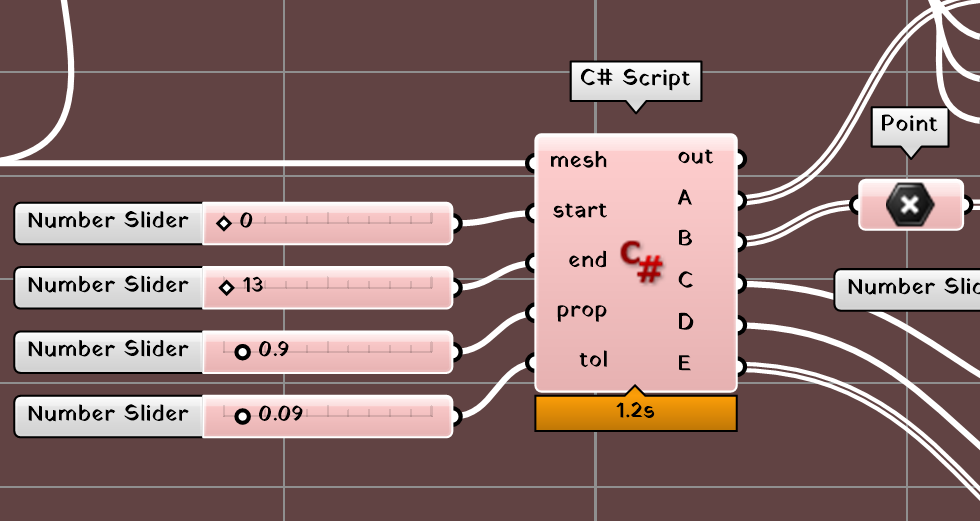 C# Script
Point
mesh
out
start
A
end
B
prop
C
tol
D
E
C#
1.2s
Number Slider 0
Number Slider 13
Number Slider 0.9
Number Slider 0.09
Number Slid